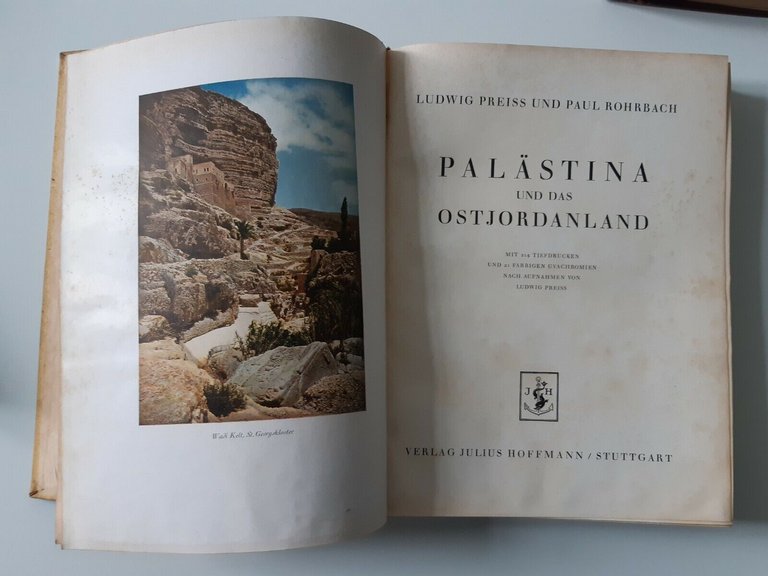 Wadi Kelt, St. Georgskloster
LUDWIG PREISS UND PAUL ROHRBACH
PALÄSTINA
UND DAS
OSTJORDANLAND
MIT 214 TIEFDRUCKEN
UND 21 FARBIGEN UVACHROMIEN
NACH AUFNAHMEN VON
LUDWIG PREISS
J H
VERLAG JULIUS HOFFMANN / STUTTGART